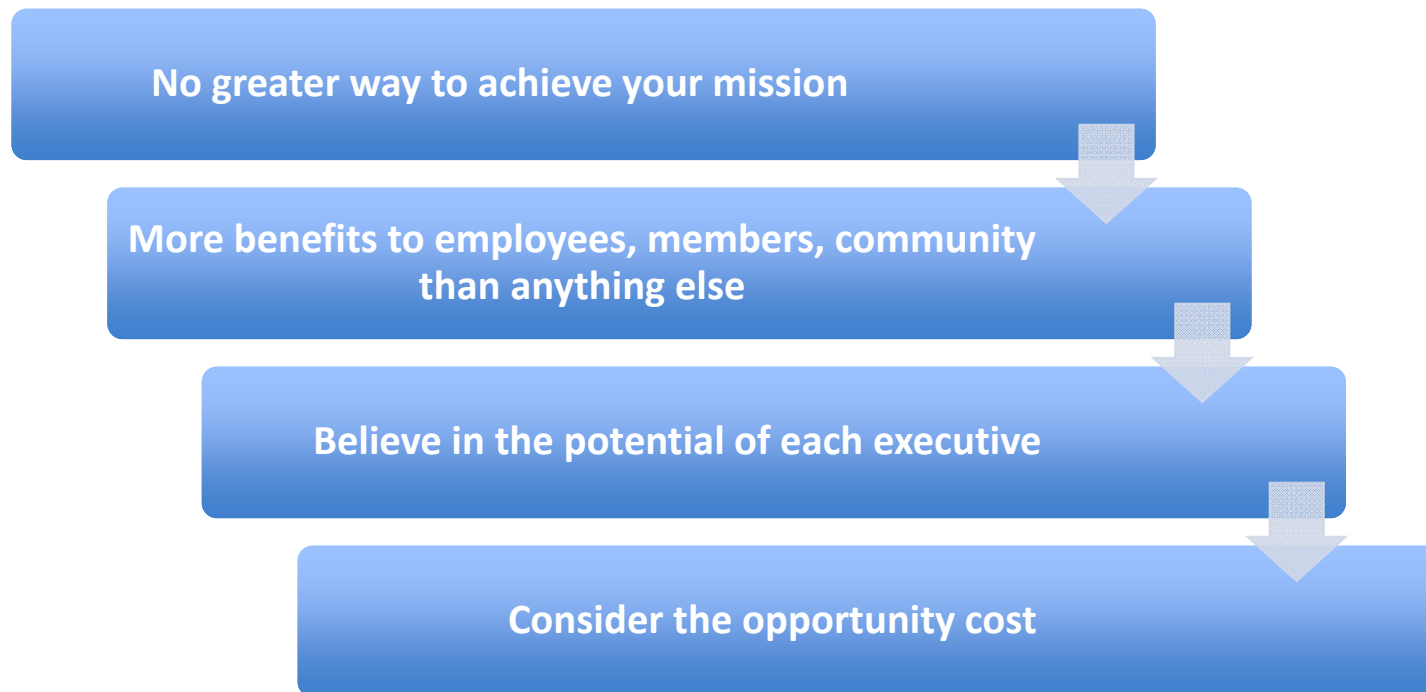 No greater way to achieve your mission
More benefits to employees, members, community
than anything else
Believe in the potential of each executive
Consider the opportunity cost